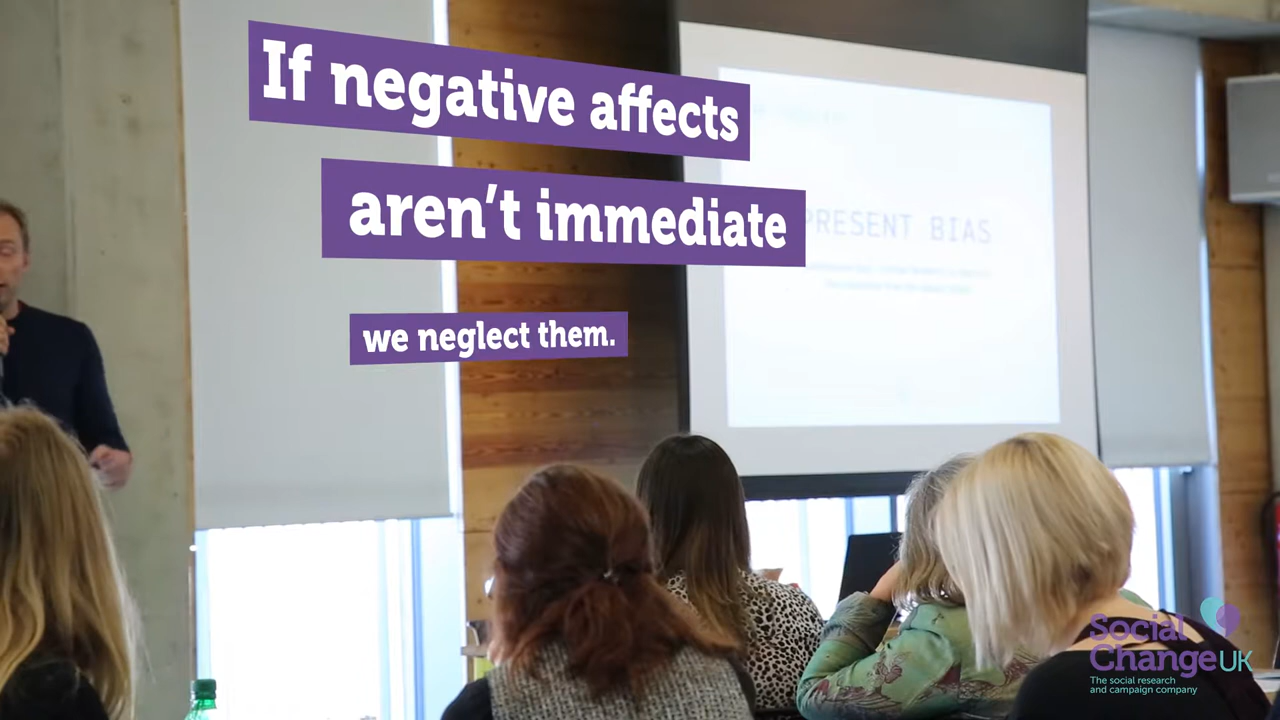 If negative affects
aren't immediate
we neglect them.
PRESENT BIAS
Social
ChangeUK
The social research
and campaign company